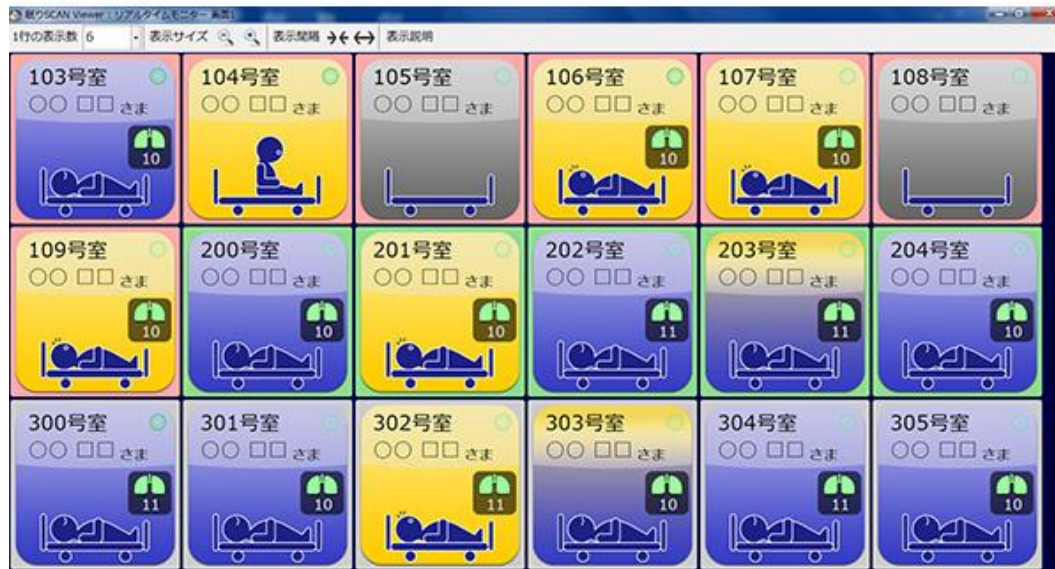 眠りSCAN Viewer : リアルタイムモニター 画面1
1行の表示数 6 表示サイズ 表示間隔 表示説明
103号室
○○ □□ さま
10
104号室
○○ □□ さま
105号室
○○ □□ さま
106号室
○○ □□ さま
10
107号室
○○ □□ さま
10
108号室
○○ □□ さま
109号室
○○ □□ さま
10
200号室
○○ □□ さま
10
201号室
○○ □□ さま
10
202号室
○○ □□ さま
11
203号室
○○ □□ さま
11
204号室
○○ □□ さま
10
300号室
○○ □□ さま
11
301号室
○○ □□ さま
10
302号室
○○ □□ さま
11
303号室
○○ □□ さま
10
304号室
○○ □□ さま
11
305号室
○○ □□ さま
10